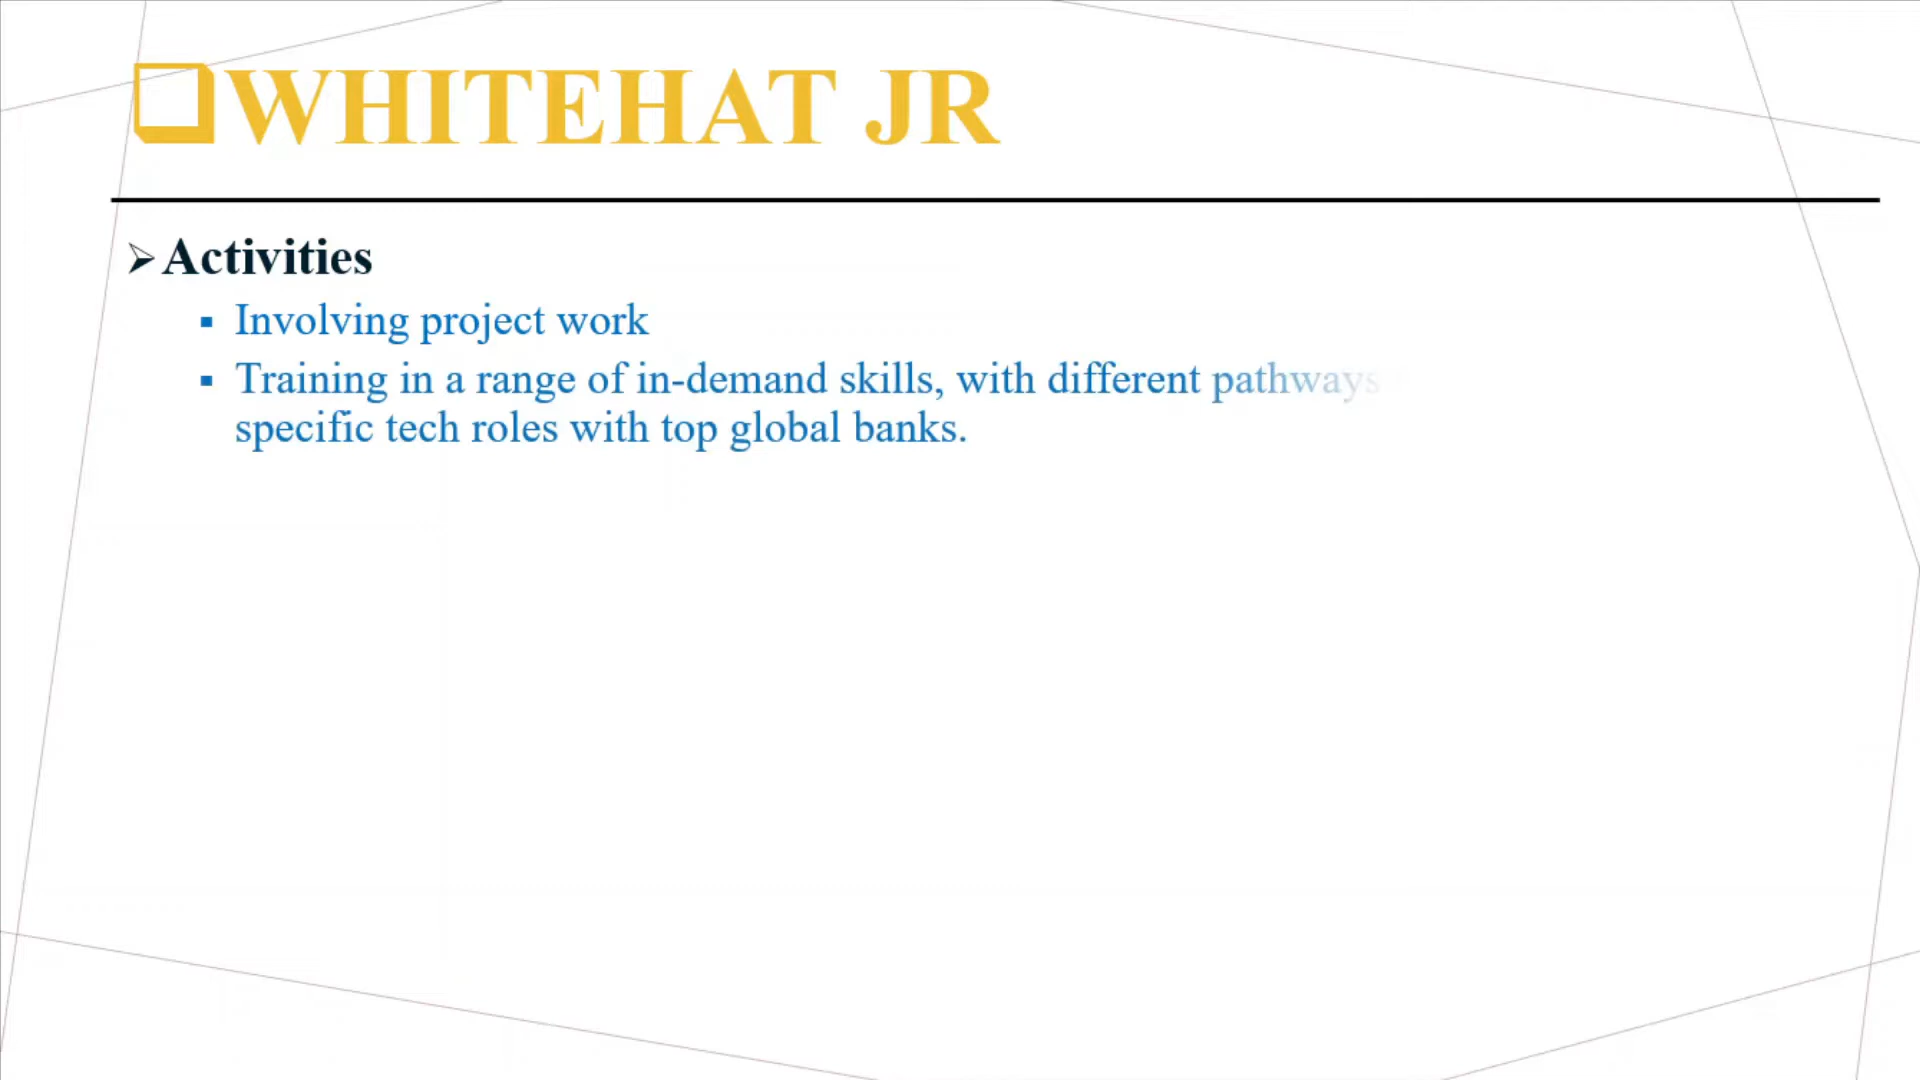 WHITEHAT JR
Activities
Involving project work
Training in a range of in-demand skills, with different pathways
specific tech roles with top global banks.